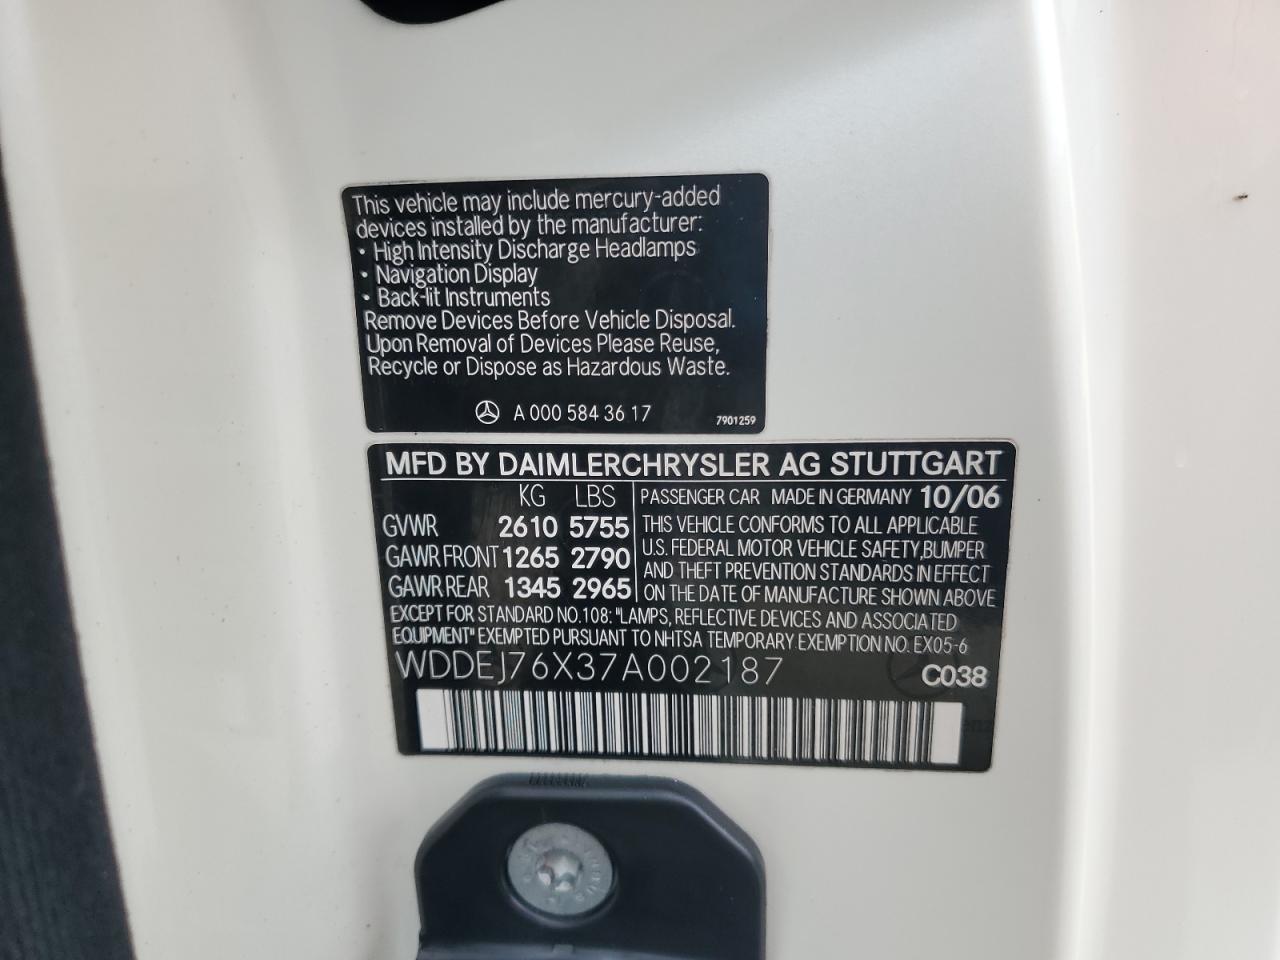 This vehicle may include mercury-added
devices installed by the manufacturer:
• High Intensity Discharge Headlamps
• Navigation Display
• Back-lit Instruments
Remove Devices Before Vehicle Disposal.
Upon Removal of Devices Please Reuse,
Recycle or Dispose as Hazardous Waste.
A 000 584 36 17
7901259
MFD BY DAIMLERCHRYSLER AG STUTTGART
KG LBS
GVWR 2610 5755
GAWR FRONT 1265 2790
GAWR REAR 1345 2965
PASSENGER CAR MADE IN GERMANY 10/06
THIS VEHICLE CONFORMS TO ALL APPLICABLE
U.S. FEDERAL MOTOR VEHICLE SAFETY, BUMPER
AND THEFT PREVENTION STANDARDS IN EFFECT
ON THE DATE OF MANUFACTURE SHOWN ABOVE
EXCEPT FOR STANDARD NO. 108: "LAMPS, REFLECTIVE DEVICES AND ASSOCIATED
EQUIPMENT" EXEMPTED PURSUANT TO NHTSA TEMPORARY EXEMPTION NO. EX05-6
WDDEJ76X37A002187
C038